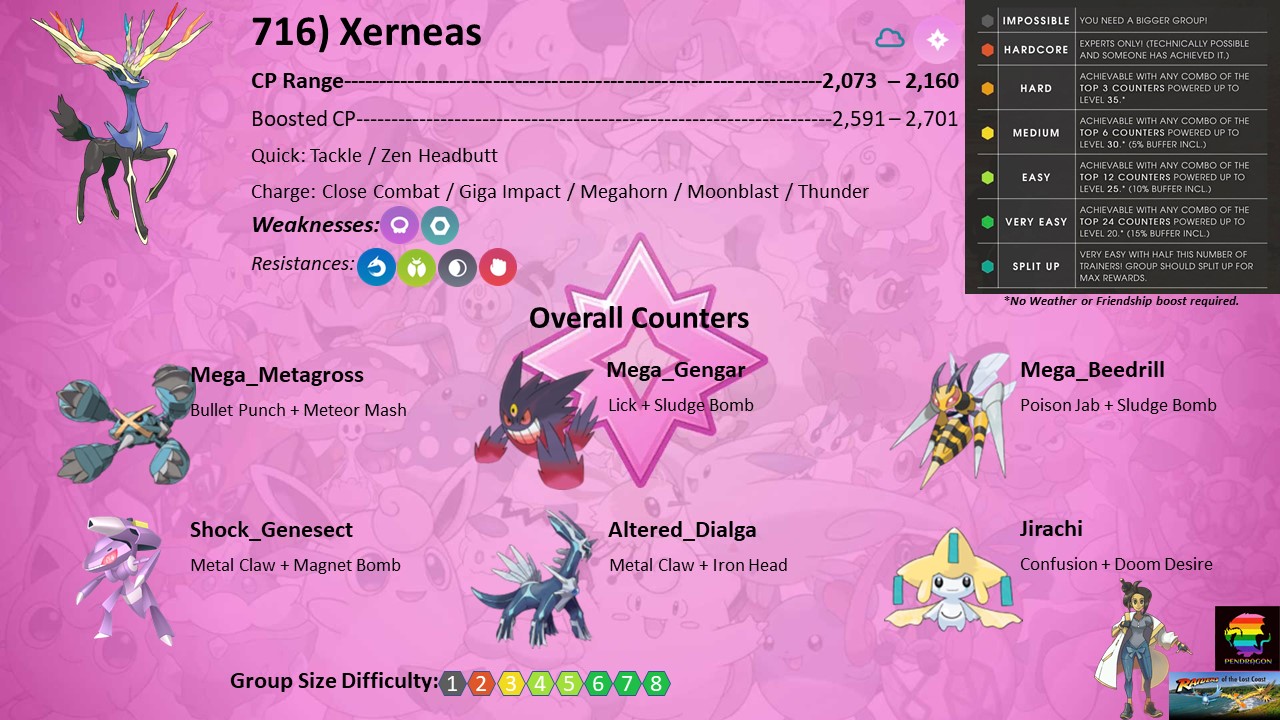 716) Xerneas
CP Range--------------------------------------------------------------------2,073 – 2,160
Boosted CP--------------------------------------------------------------------2,591 – 2,701
Quick: Tackle / Zen Headbutt
Charge: Close Combat / Giga Impact / Megahorn / Moonblast / Thunder
Weaknesses:
Resistances:
IMPOSSIBLE YOU NEED A BIGGER GROUP!
HARDCORE EXPERTS ONLY! (TECHNICALLY POSSIBLE
AND SOMEONE HAS ACHIEVED IT.)
HARD ACHIEVABLE WITH ANY COMBO OF THE
TOP 3 COUNTERS POWERED UP TO
LEVEL 35.*
MEDIUM ACHIEVABLE WITH ANY COMBO OF THE
TOP 6 COUNTERS POWERED UP TO
LEVEL 30.* (5% BUFFER INCL.)
EASY ACHIEVABLE WITH ANY COMBO OF THE
TOP 12 COUNTERS POWERED UP TO
LEVEL 25.* (10% BUFFER INCL.)
VERY EASY ACHIEVABLE WITH ANY COMBO OF THE
TOP 24 COUNTERS POWERED UP TO
LEVEL 20.* (15% BUFFER INCL.)
SPLIT UP VERY EASY WITH HALF THIS NUMBER OF
TRAINERS! GROUP SHOULD SPLIT UP FOR
MAX REWARDS.
*No Weather or Friendship boost required.
Overall Counters
Mega_Metagross
Bullet Punch + Meteor Mash
Mega_Gengar
Lick + Sludge Bomb
Mega_Beedrill
Poison Jab + Sludge Bomb
Shock_Genesect
Metal Claw + Magnet Bomb
Altered_Dialga
Metal Claw + Iron Head
Jirachi
Confusion + Doom Desire
Group Size Difficulty: 1 2 3 4 5 6 7 8
PENDRAGON
RAIDERS of the Lost Coast